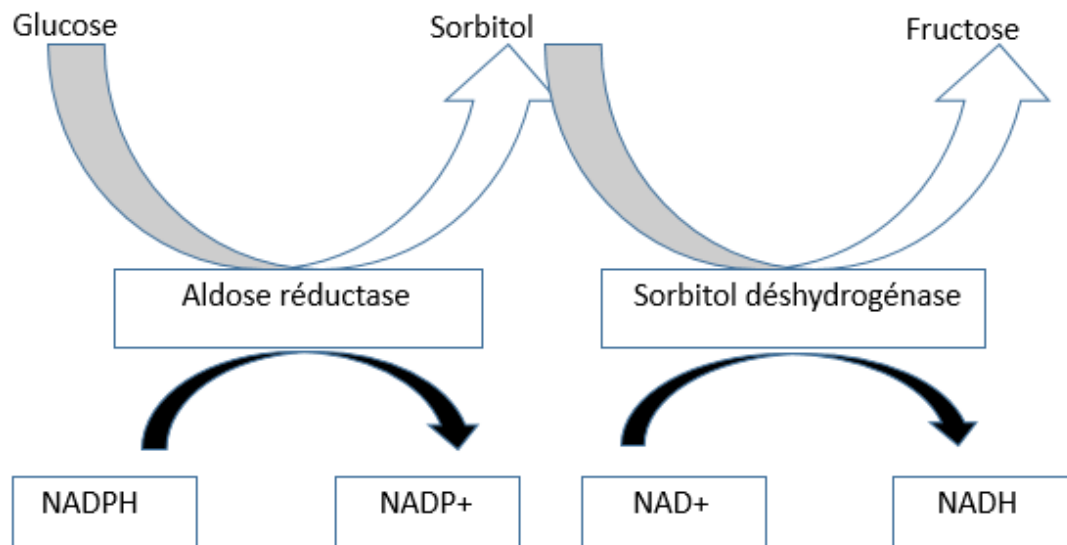 Glucose
Sorbitol
Fructose
Aldose réductase
Sorbitol déshydrogénase
NADPH
NADP+
NAD+
NADH